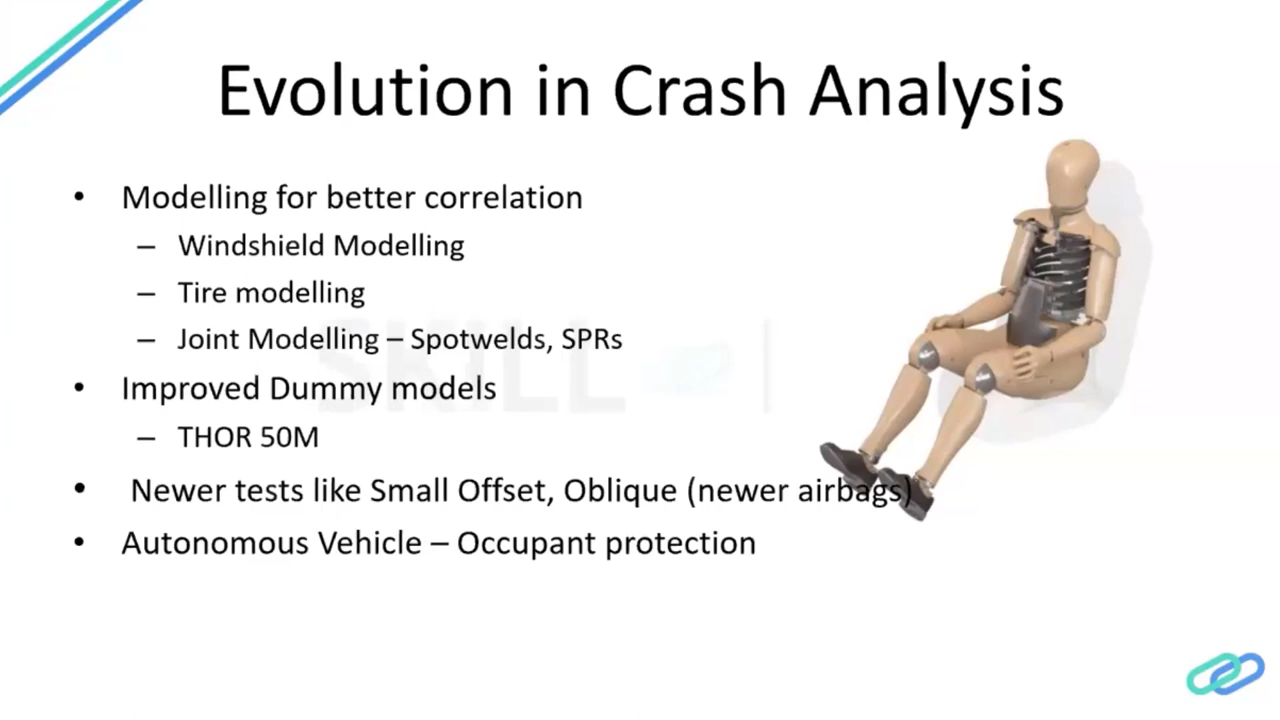 Evolution in Crash Analysis
• Modelling for better correlation
– Windshield Modelling
– Tire modelling
– Joint Modelling – Spotwelds, SPRs
• Improved Dummy models
– THOR 50M
• Newer tests like Small Offset, Oblique (newer airbags)
• Autonomous Vehicle – Occupant protection
SKILL